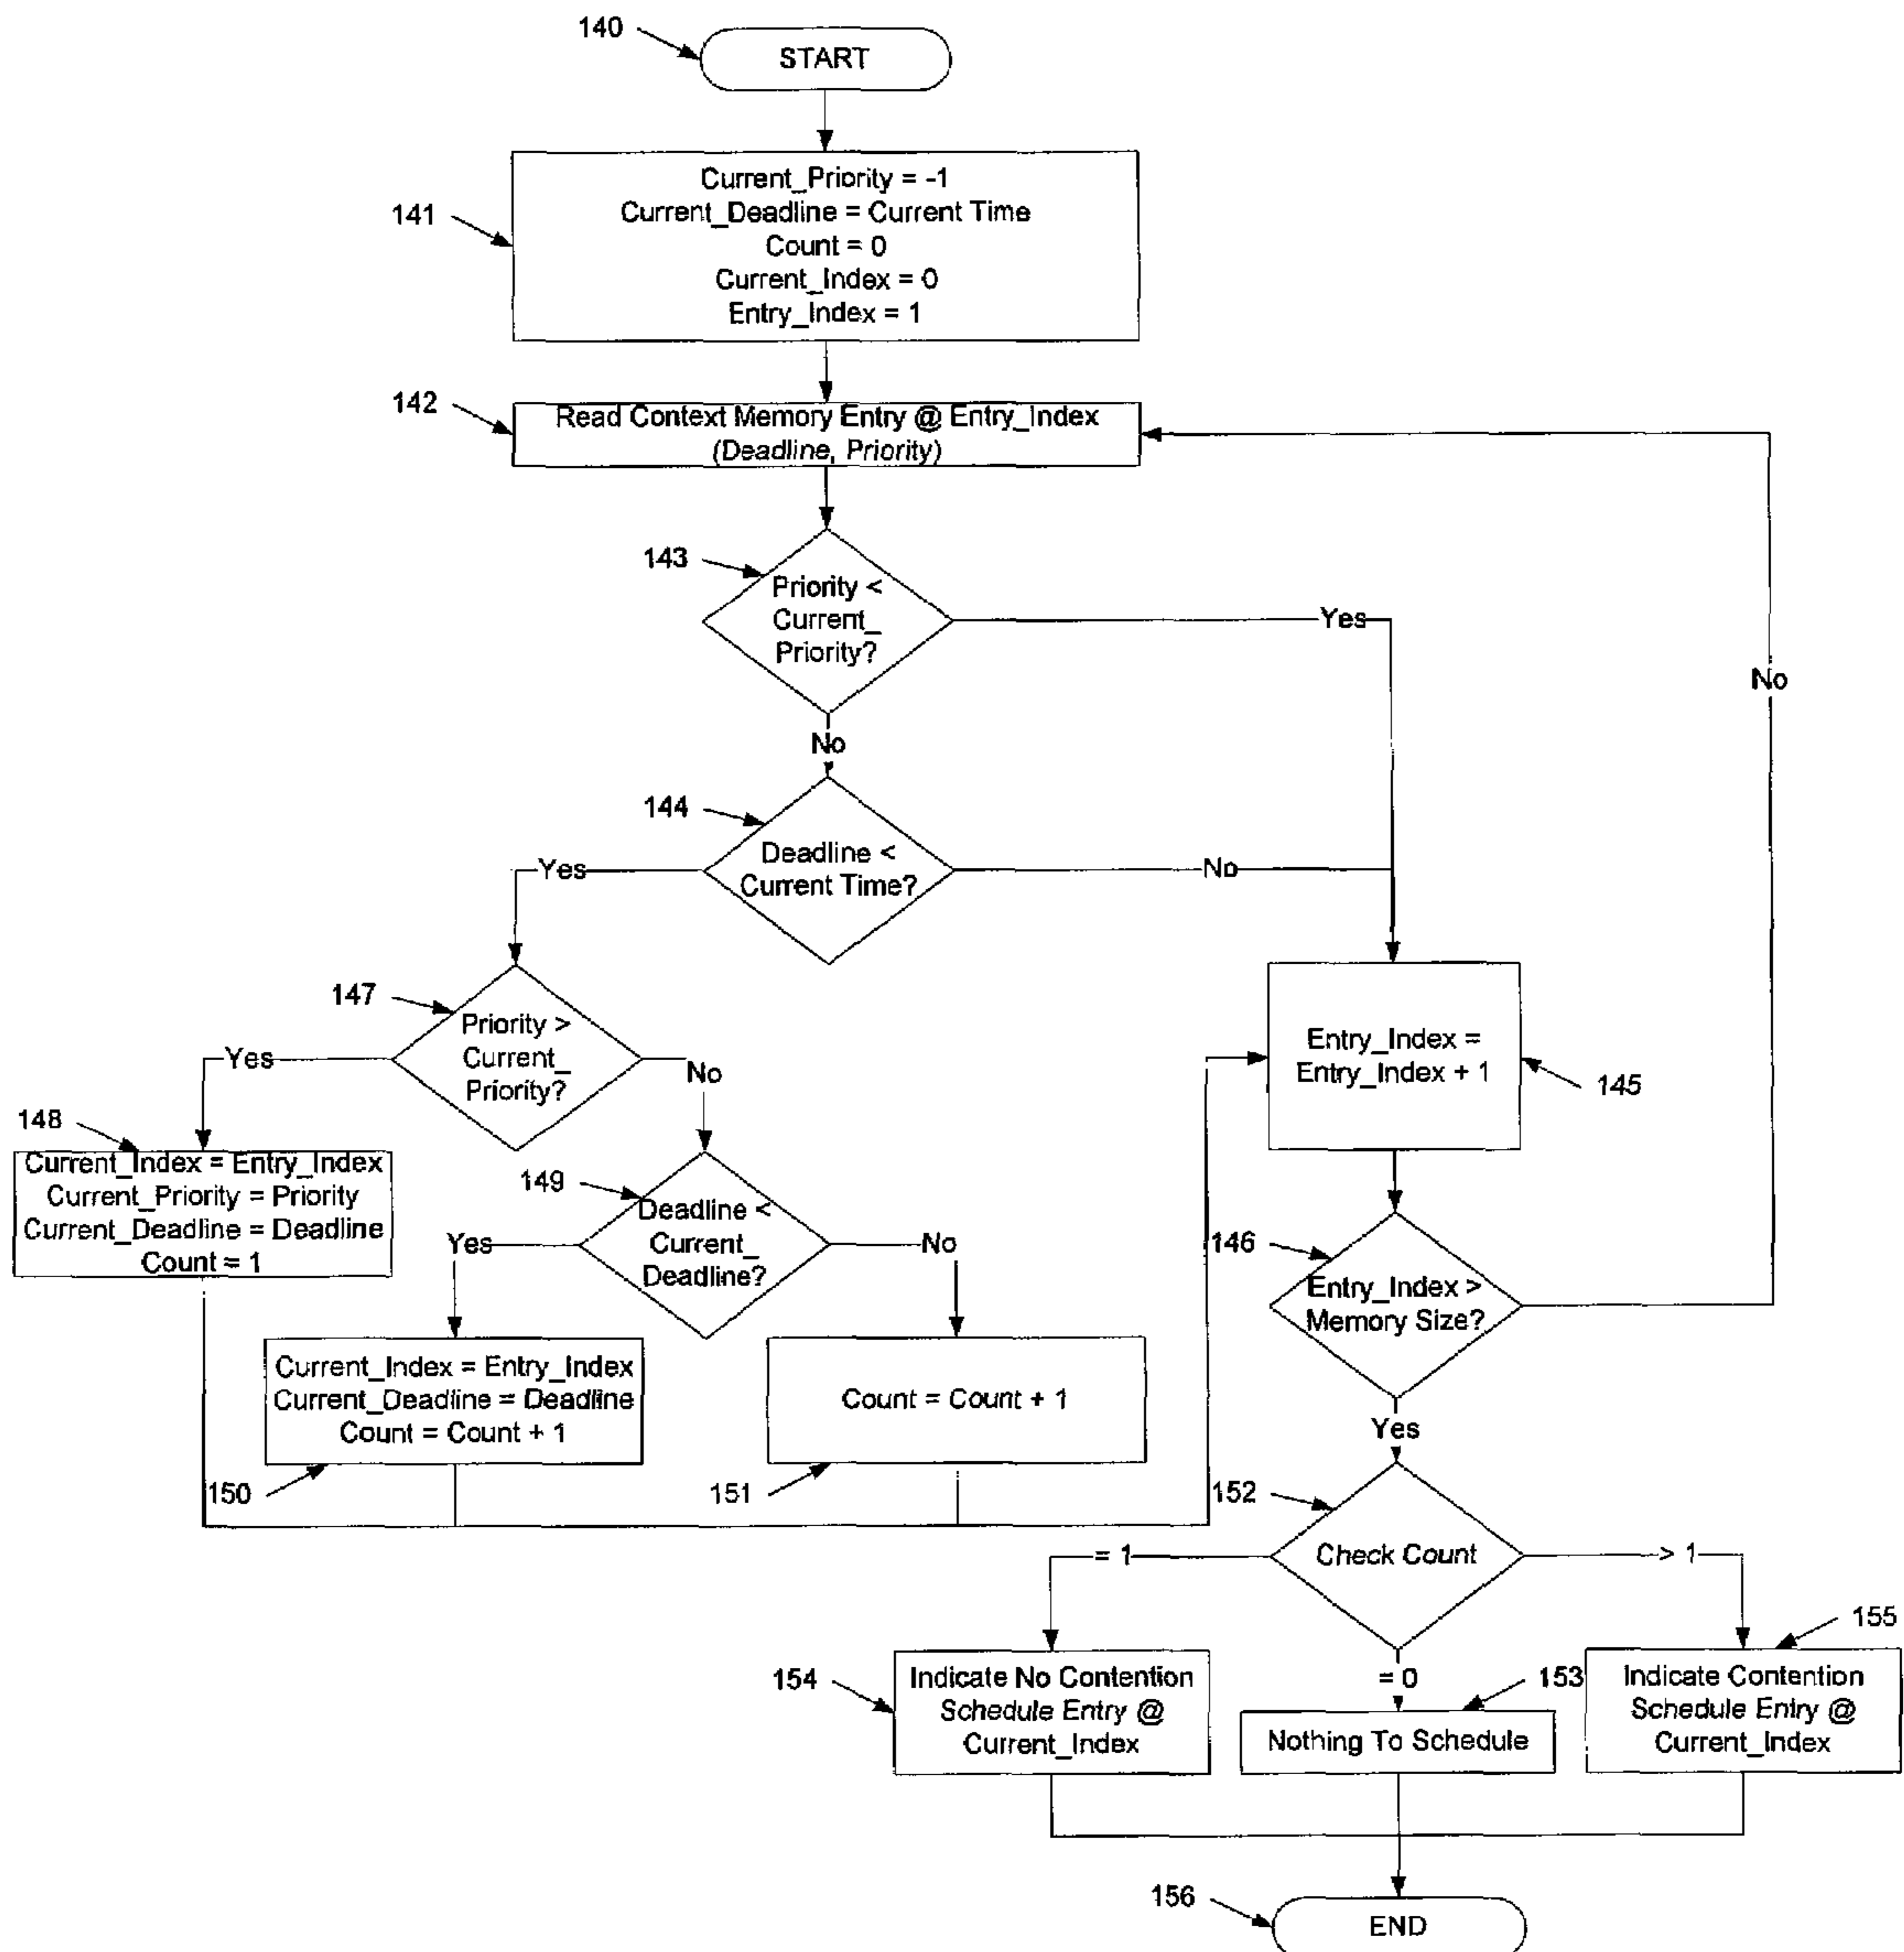 140
START
141
Current_Priority = -1
Current_Deadline = Current Time
Count = 0
Current_Index = 0
Entry_Index = 1
142
Read Context Memory Entry @ Entry_Index
(Deadline, Priority)
143
Priority <
Current_
Priority?
Yes
No
No
144
Deadline <
Current Time?
Yes
No
147
Priority >
Current_
Priority?
Yes
No
Entry_Index =
Entry_Index + 1
145
148
Current_Index = Entry_Index
Current_Priority = Priority
Current_Deadline = Deadline
Count = 1
149
Deadline <
Current_
Deadline?
Yes
No
146
Entry_Index >
Memory Size?
Yes
Current_Index = Entry_Index
Current_Deadline = Deadline
Count = Count + 1
150
Count = Count + 1
151
152
Check Count
= 1
> 1
= 0
154
Indicate No Contention
Schedule Entry @
Current_Index
153
Nothing To Schedule
155
Indicate Contention
Schedule Entry @
Current_Index
156
END